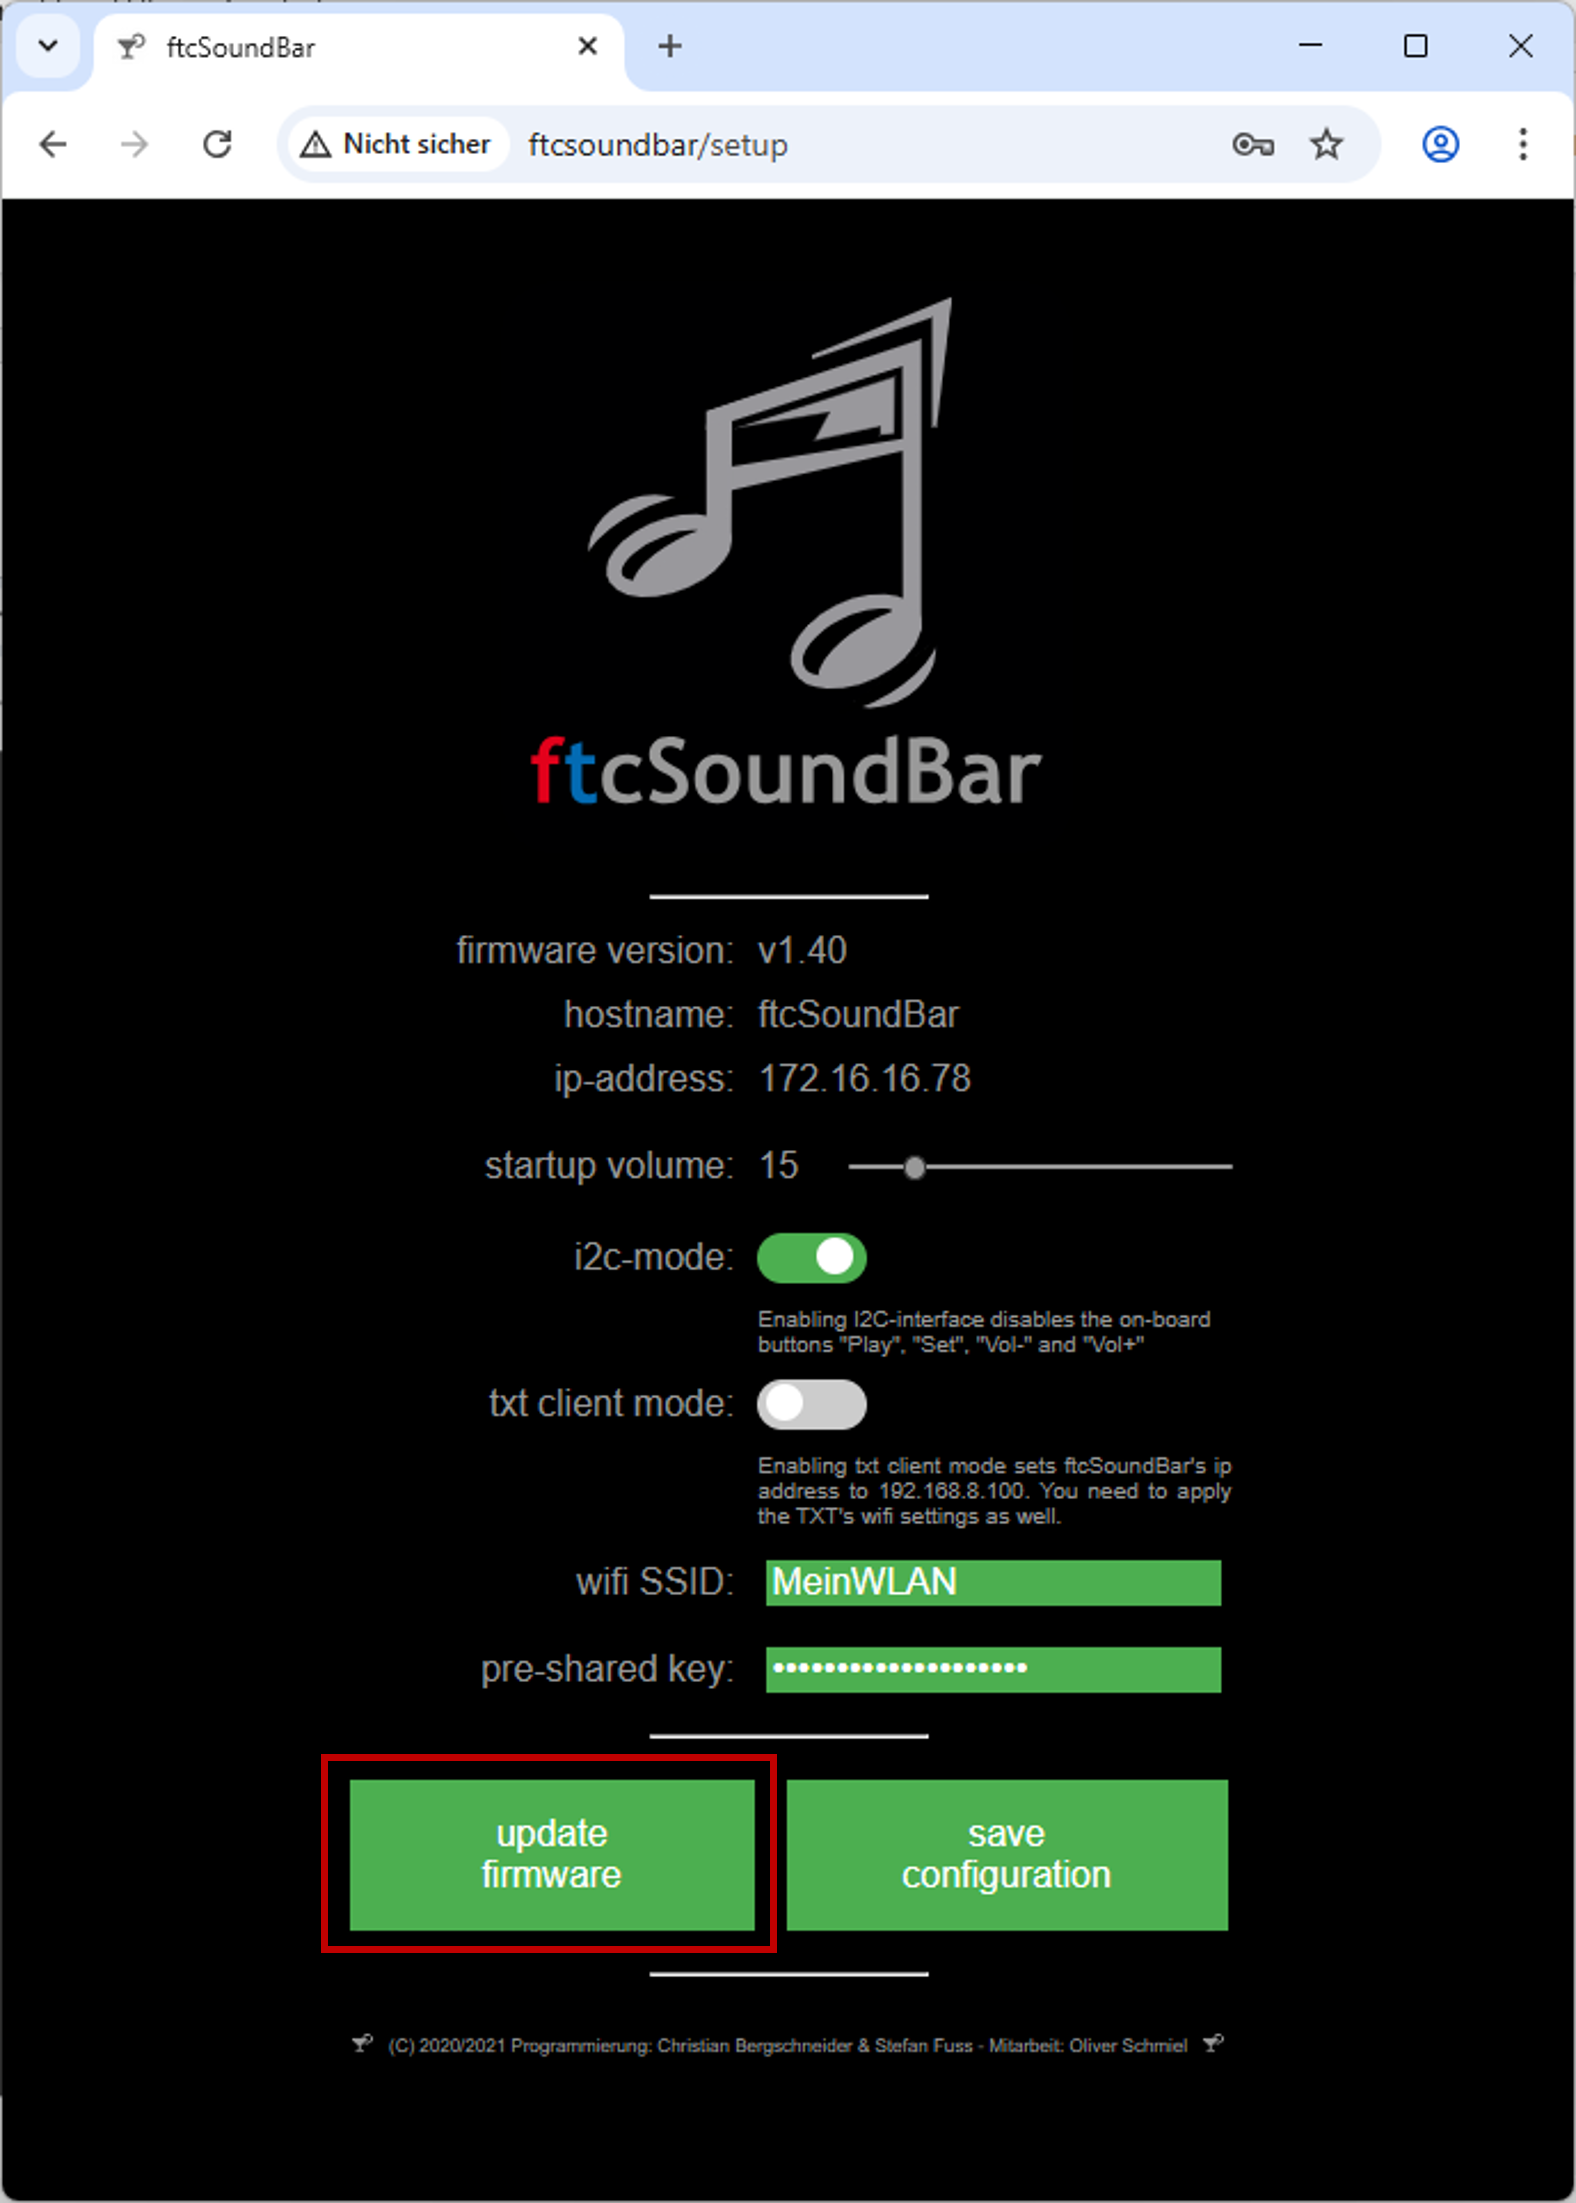 ftcSoundBar
Nicht sicher
ftcsoundbar/setup
ftcSoundBar
firmware version: v1.40
hostname: ftcSoundBar
ip-address: 172.16.16.78
startup volume: 15
i2c-mode:
Enabling I2C-interface disables the on-board
buttons "Play", "Set", "Vol-" and "Vol+"
txt client mode:
Enabling txt client mode sets ftcSoundBar's ip
address to 192.168.8.100. You need to apply
the TXT's wifi settings as well.
wifi SSID: MeinWLAN
pre-shared key: ••••••••••••••••••••
update
firmware
save
configuration
(C) 2020/2021 Programmierung: Christian Bergschneider & Stefan Fuss - Mitarbeit: Oliver Schmiel